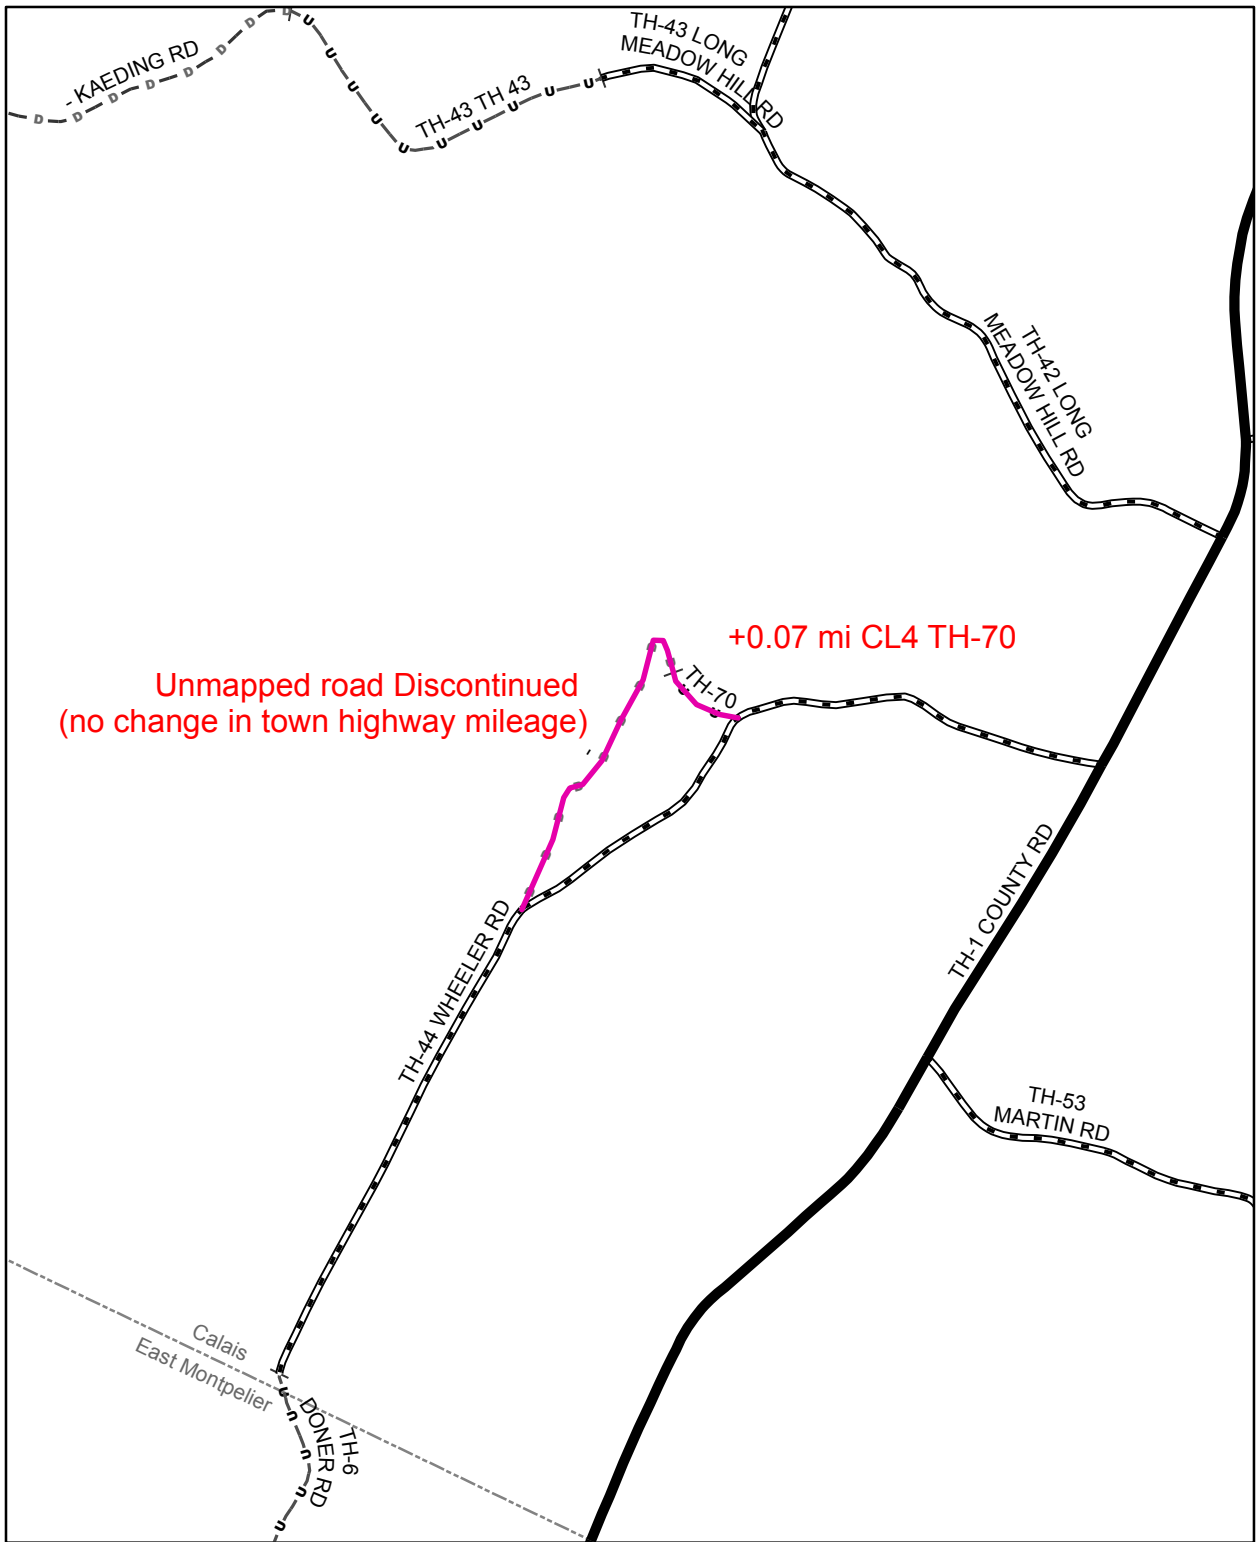 - KAEDING RD
TH-43 TH 43
TH-43 LONG
MEADOW HILL RD
TH-42 LONG
MEADOW HILL RD
+0.07 mi CL4 TH-70
Unmapped road Discontinued
(no change in town highway mileage)
TH-70
-
TH-44 WHEELER RD
TH-1 COUNTY RD
TH-53
MARTIN RD
Calais
East Montpelier
TH-6
DONER RD